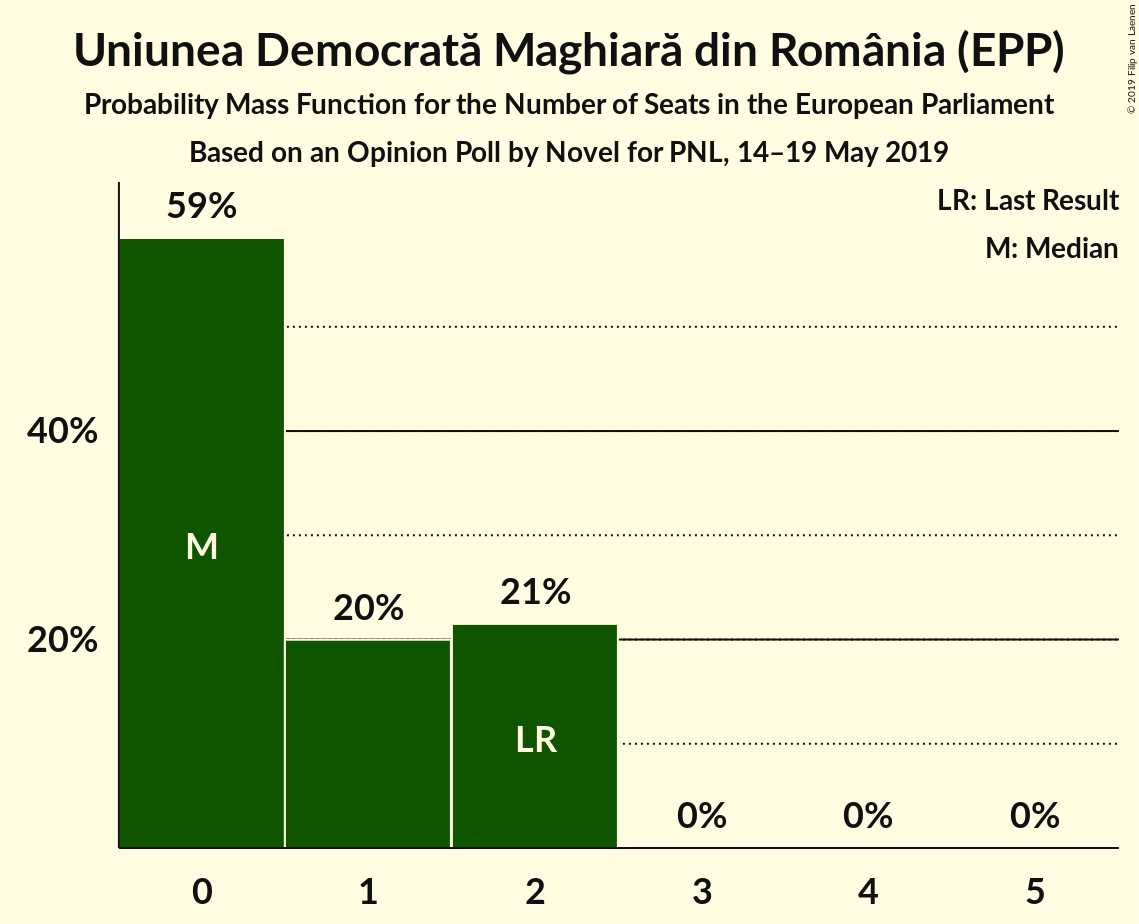 Uniunea Democrată Maghiară din România (EPP)
Probability Mass Function for the Number of Seats in the European Parliament
Based on an Opinion Poll by Novel for PNL, 14–19 May 2019
© 2019 Filip van Laenen
LR: Last Result
M: Median
59%
40%
M
21%
20%
20%
LR
0%
0%
0%
0
1
2
3
4
5